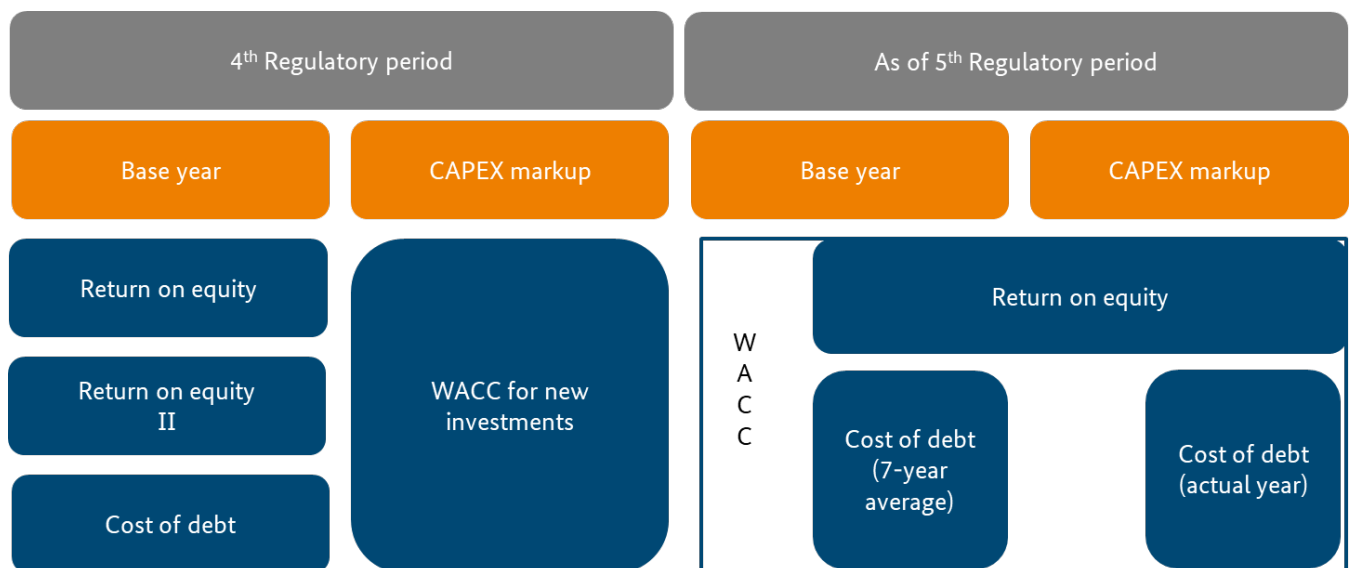 4th Regulatory period
As of 5th Regulatory period
Base year
CAPEX markup
Base year
CAPEX markup
Return on equity
Return on equity
II
Cost of debt
WACC for new
investments
W
A
C
C
Return on equity
Cost of debt
(7-year
average)
Cost of debt
(actual year)